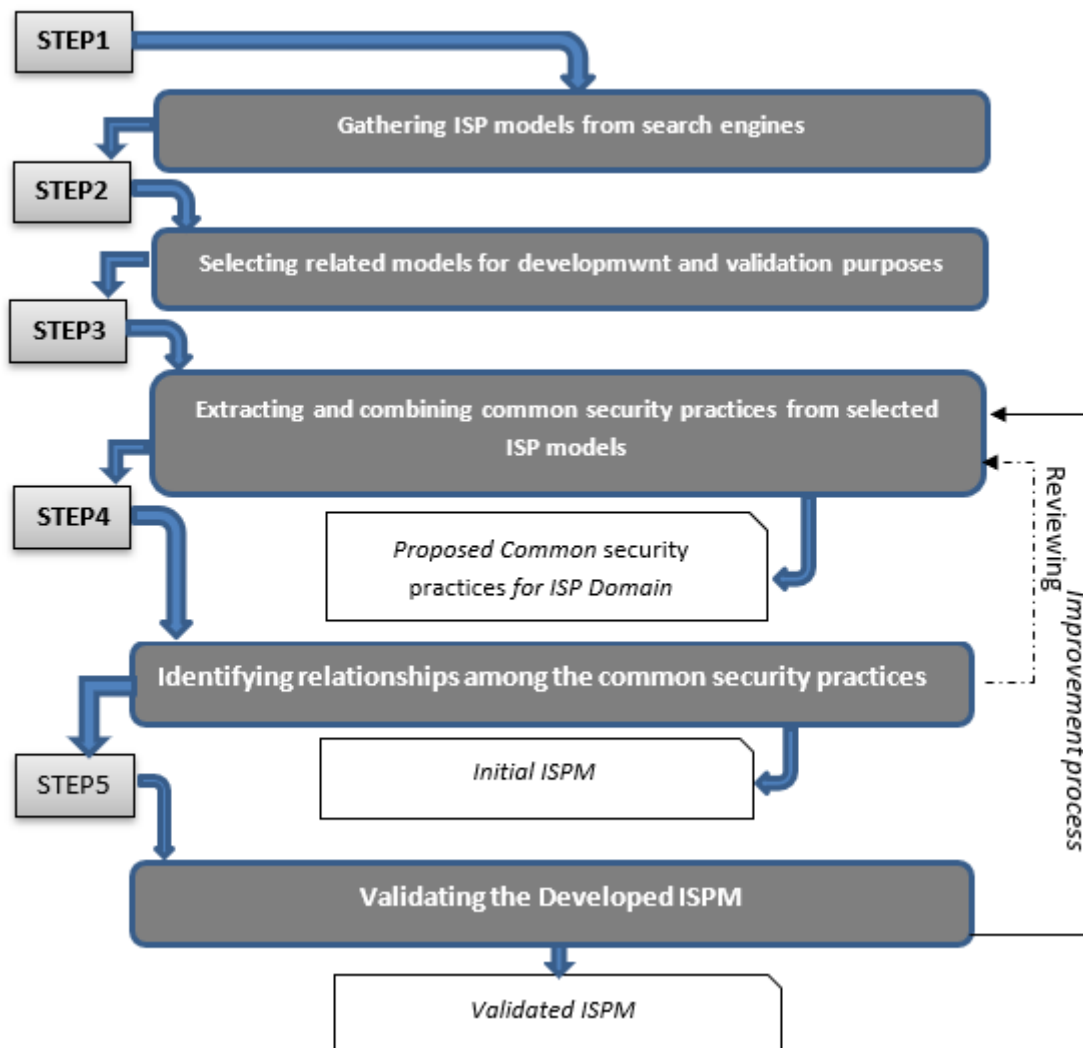 STEP1
Gathering ISP models from search engines
STEP2
Selecting related models for developmwnt and validation purposes
STEP3
Extracting and combining common security practices from selected
ISP models
STEP4
Proposed Common security
practices for ISP Domain
Reviewing
Improvement process
Identifying relationships among the common security practices
STEP5
Initial ISPM
Validating the Developed ISPM
Validated ISPM